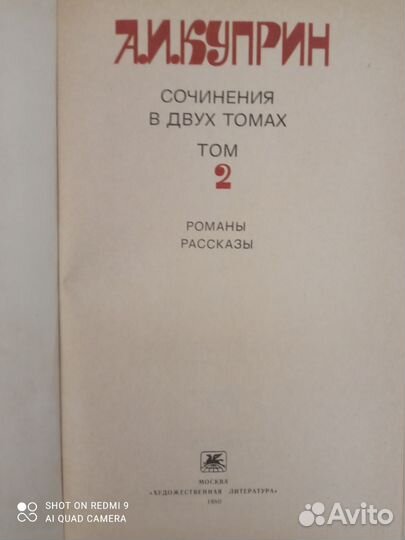 А.И.КУПРИН
СОЧИНЕНИЯ
В ДВУХ ТОМАХ
ТОМ
2
РОМАНЫ
РАССКАЗЫ
МОСКВА
«ХУДОЖЕСТВЕННАЯ ЛИТЕРАТУРА»
1980
SHOT ON REDMI 9
AI QUAD CAMERA
Avito